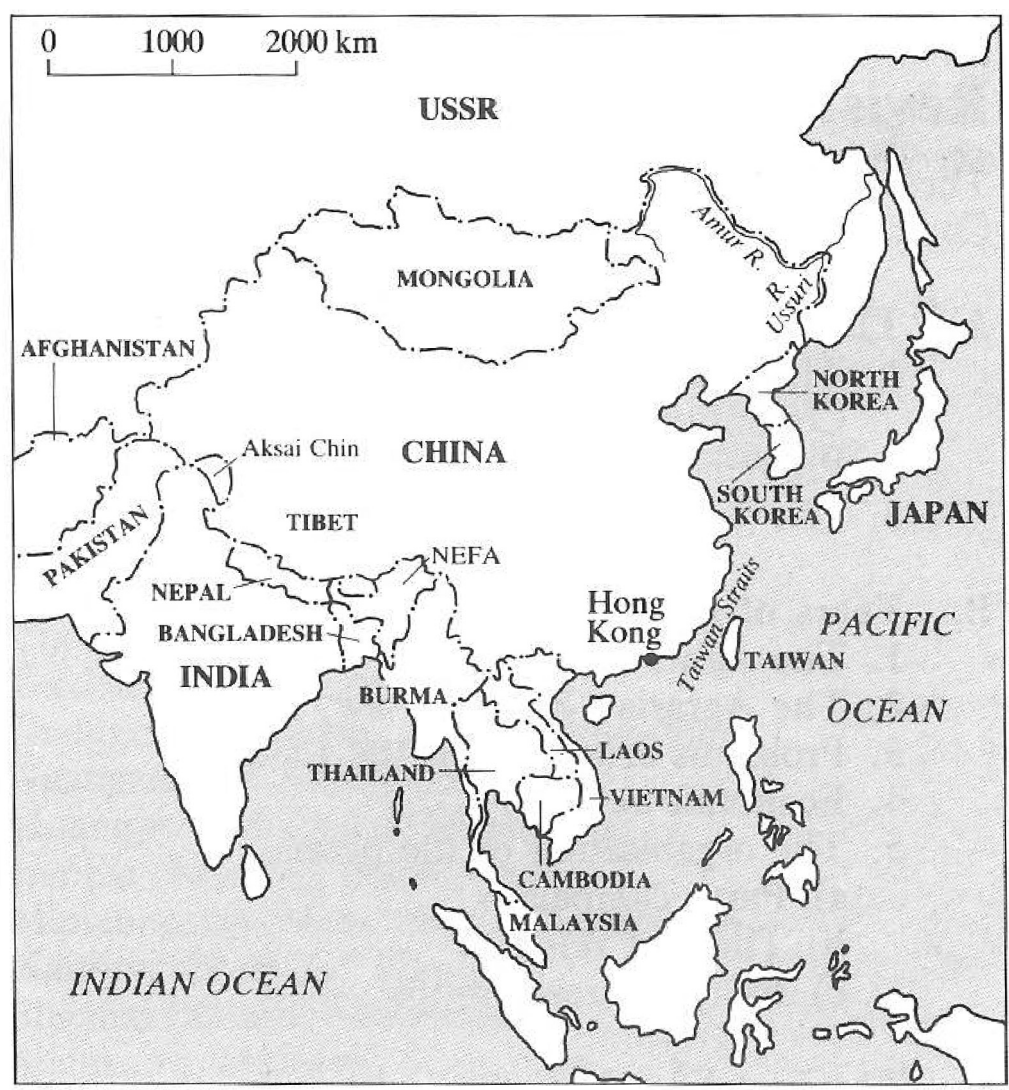 0 1000 2000 km
USSR
Amur R.
MONGOLIA
R.
Ussuri
AFGHANISTAN
NORTH
KOREA
Aksai Chin
CHINA
SOUTH
KOREA
JAPAN
TIBET
PAKISTAN
NEFA
NEPAL
Hong
Kong
Taiwan Straits
PACIFIC
BANGLADESH
TAIWAN
INDIA
BURMA
OCEAN
LAOS
THAILAND
VIETNAM
CAMBODIA
MALAYSIA
INDIAN OCEAN